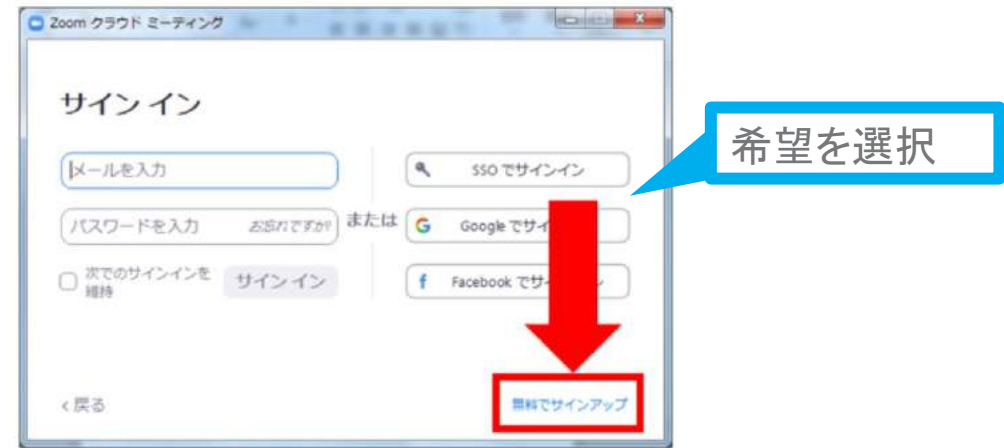 Zoom クラウド ミーティング
サイン イン
メールを入力
パスワードを入力 お忘れですか?
次でのサインインを
維持
サイン イン
または
SSO でサインイン
Google でサイ
Facebook でサ
無料でサインアップ
< 戻る
希望を選択